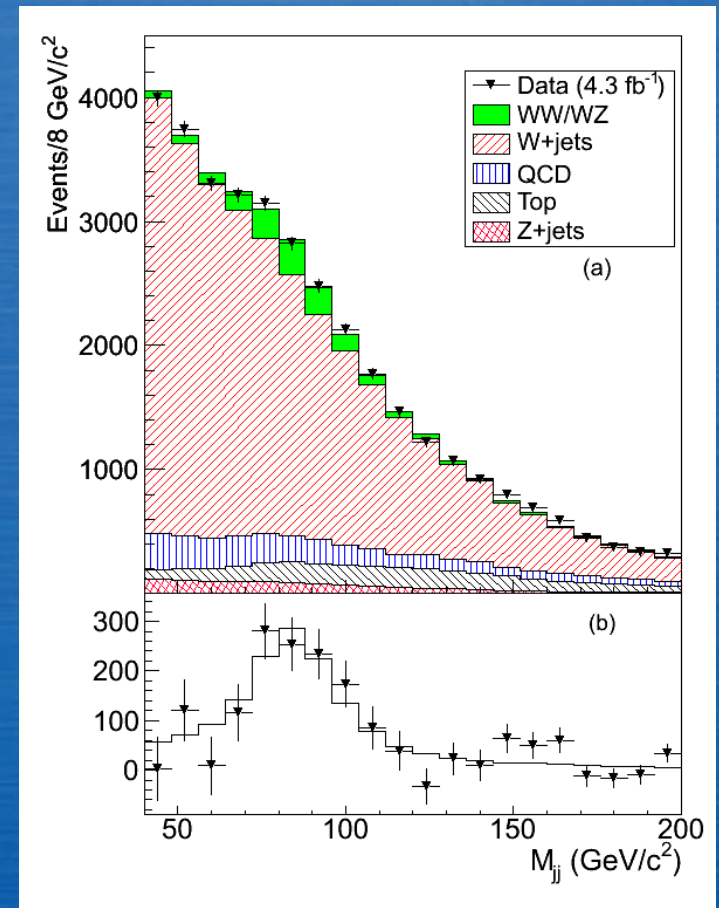 Events/8 GeV/c²
4000
3000
2000
1000
Data (4.3 fb⁻¹)
WW/WZ
W+jets
QCD
Top
Z+jets
(a)
300
200
100
0
(b)
50
100
150
200
M_jj (GeV/c²)